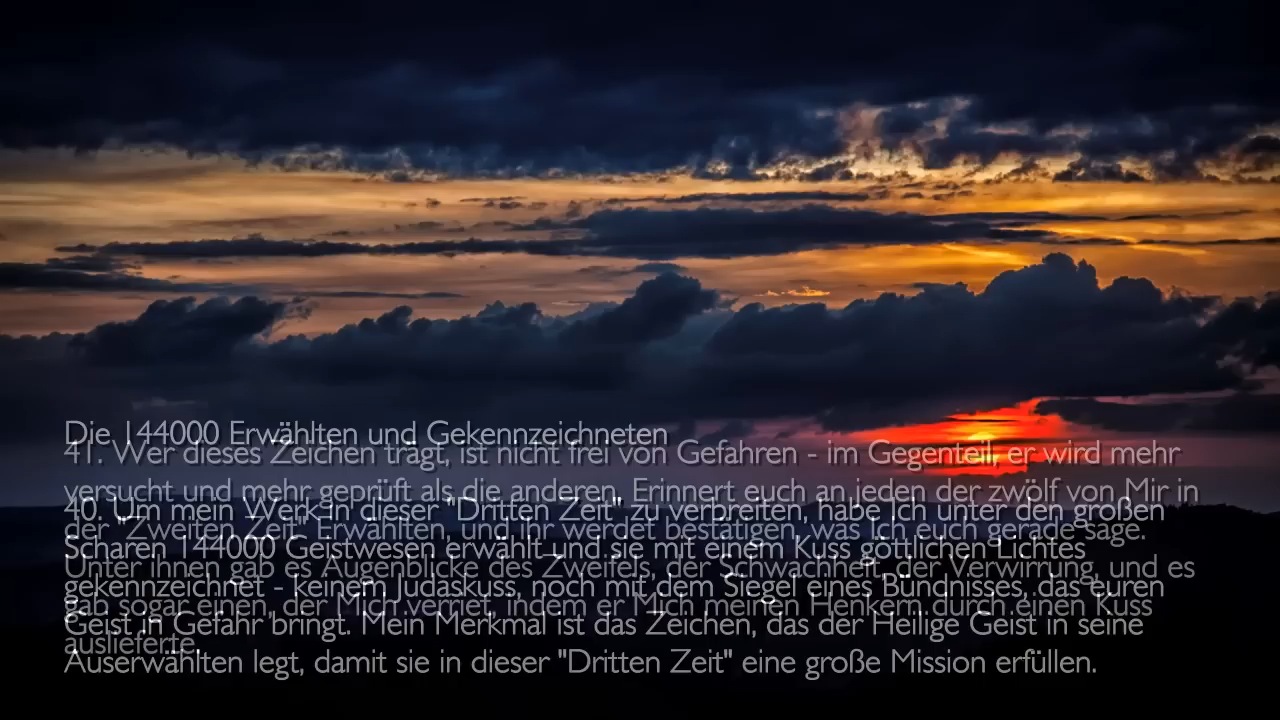 Die 144000 Erwählten und Gekennzeichneten
40. Um mein Werk in dieser "Dritten Zeit" zu verbreiten, habe Ich unter den großen
Scharen 144000 Geistwesen erwählt und sie mit einem Kuss göttlichen Lichtes
gekennzeichnet - keinem Judaskuss, noch mit dem Siegel eines Bündnisses, das euren
Geist in Gefahr bringt. Mein Merkmal ist das Zeichen, das der Heilige Geist in seine
Auserwählten legt, damit sie in dieser "Dritten Zeit" eine große Mission erfüllen.
41. Wer dieses Zeichen trägt, ist nicht frei von Gefahren - im Gegenteil, er wird mehr
versucht und mehr geprüft als die anderen. Erinnert euch an jeden der zwölf von Mir in
der "Zweiten Zeit" Erwählten, und ihr werdet bestätigen, was ich euch gerade sage.
Unter ihnen gab es Augenblicke des Zweifels, der Schwachheit, der Verwirrung, und es
gab sogar einen, der Mich verriet, indem er Mich meinen Henkern durch einen Kuss
auslieferte.